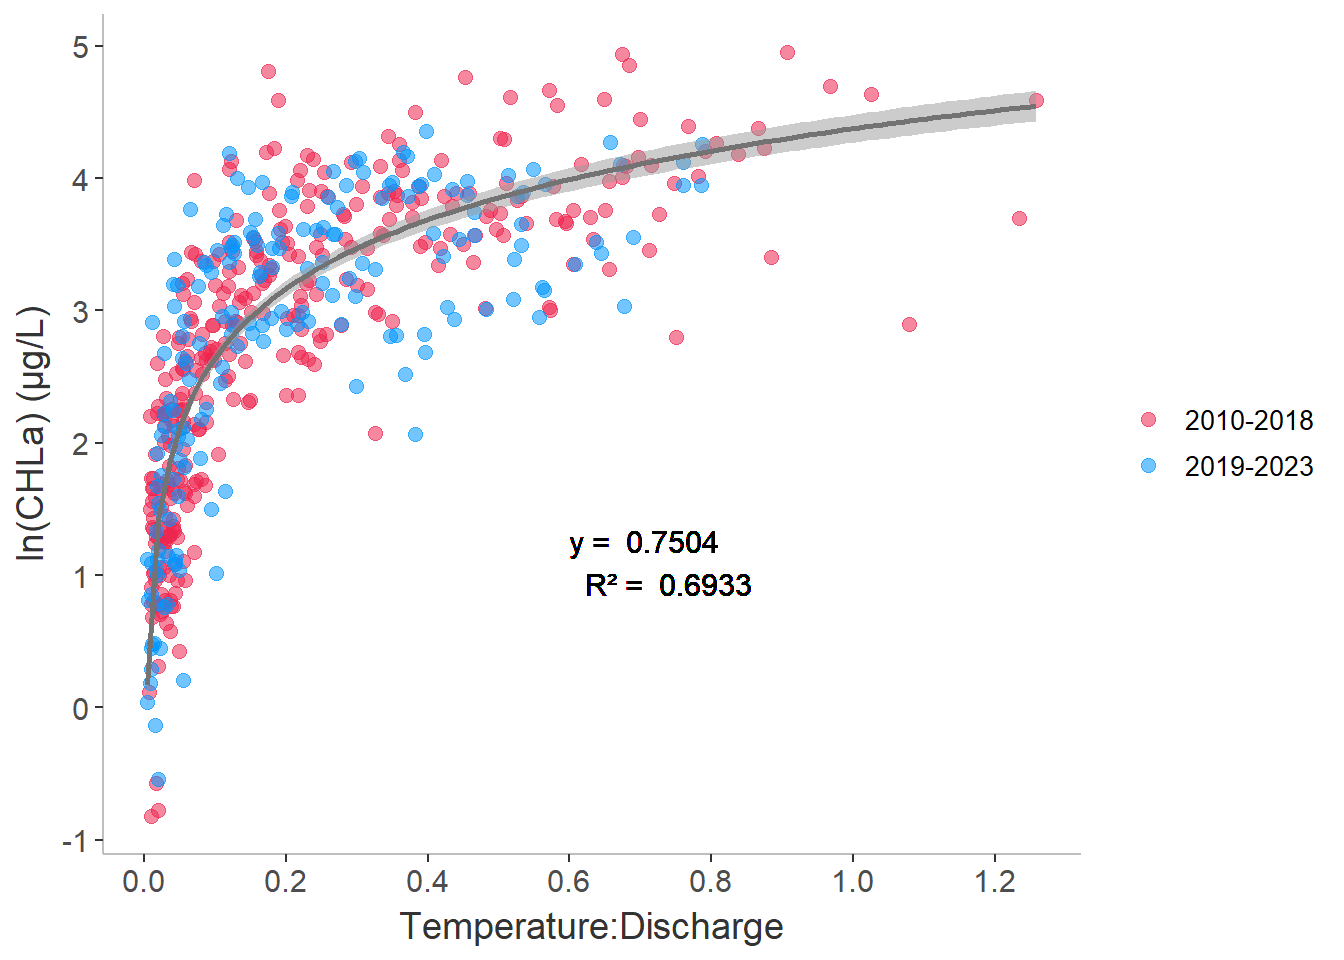 5
4
3
2
1
0
-1
ln(CHLa) (µg/L)
y = 0.7504
R² = 0.6933
0.0 0.2 0.4 0.6 0.8 1.0 1.2
Temperature:Discharge
2010-2018
2019-2023